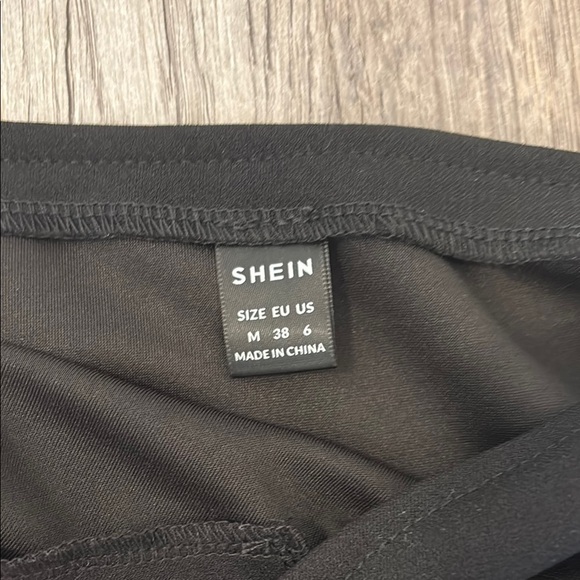 SHEIN
SIZE EU US
M 38 6
MADE IN CHINA